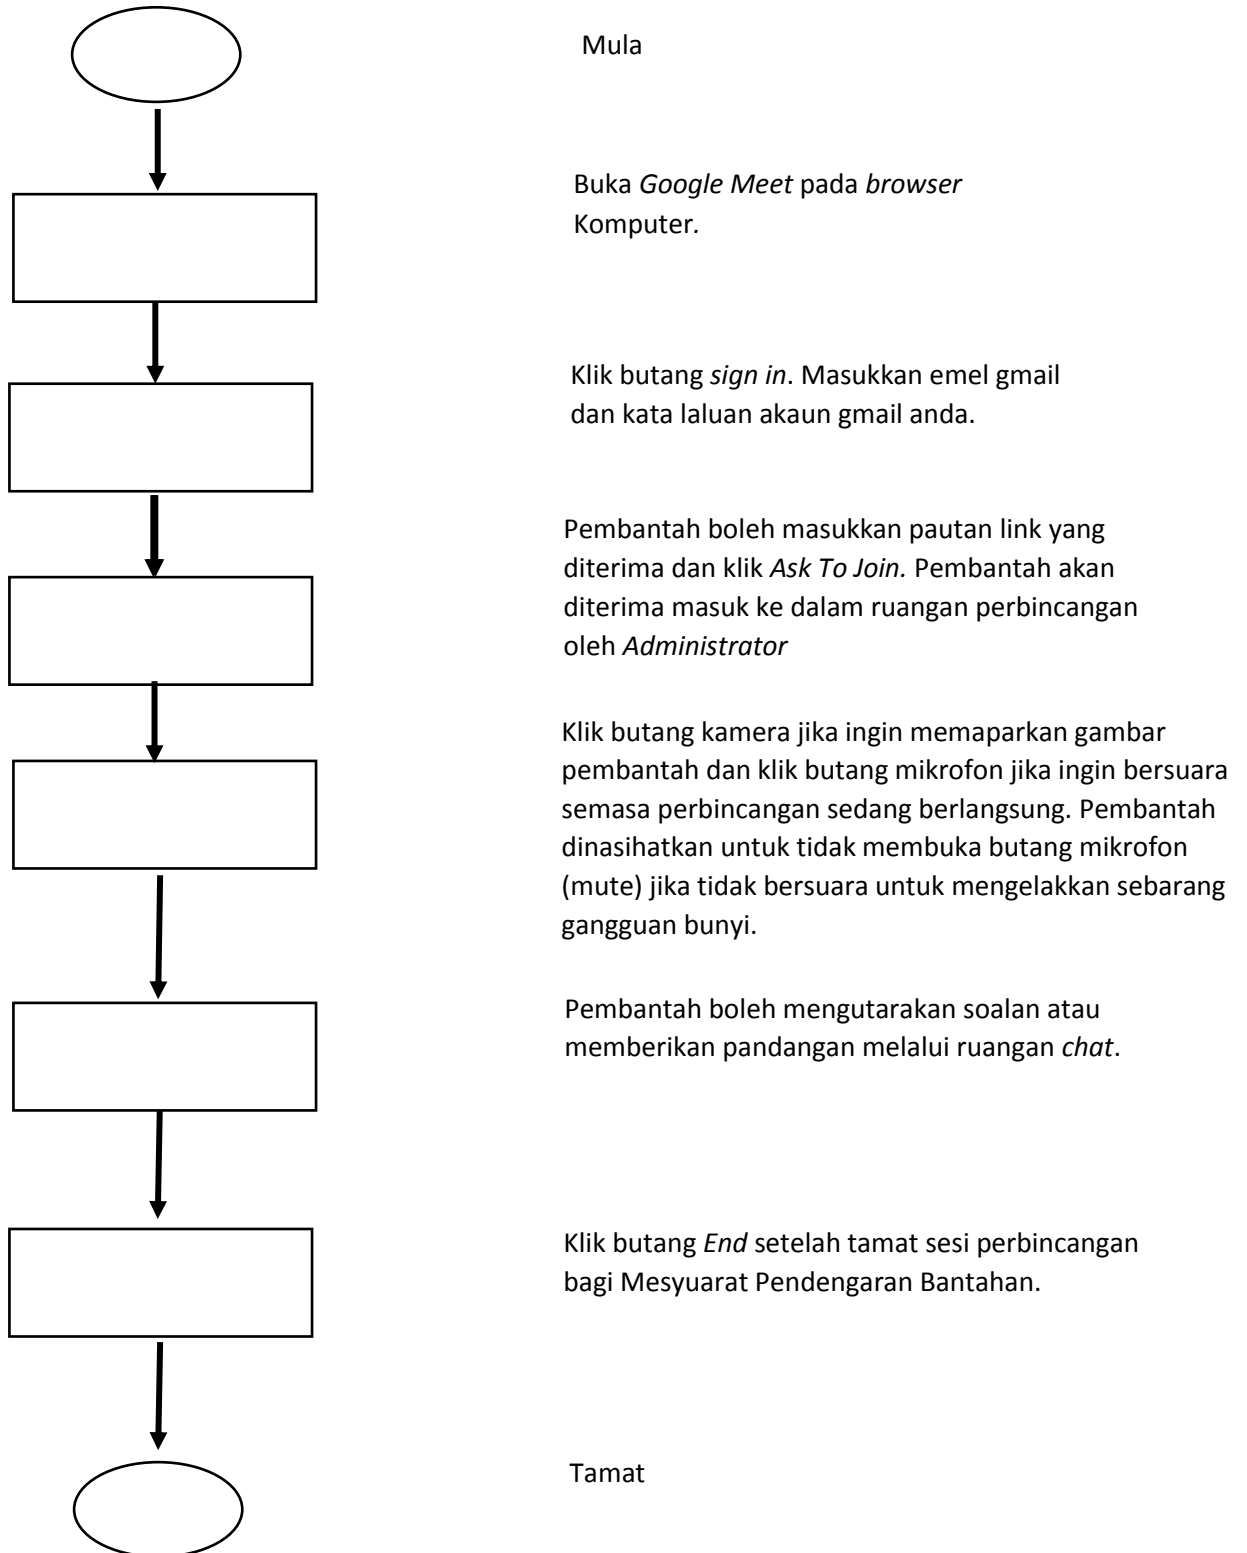 Mula
Buka Google Meet pada browser
Komputer.
Klik butang sign in. Masukkan emel gmail
dan kata laluan akaun gmail anda.
Pembantah boleh masukkan pautan link yang
diterima dan klik Ask To Join. Pembantah akan
diterima masuk ke dalam ruangan perbincangan
oleh Administrator
Klik butang kamera jika ingin memaparkan gambar
pembantah dan klik butang mikrofon jika ingin bersuara
semasa perbincangan sedang berlangsung. Pembantah
dinasihatkan untuk tidak membuka butang mikrofon
(mute) jika tidak bersuara untuk mengelakkan sebarang
gangguan bunyi.
Pembantah boleh mengutarakan soalan atau
memberikan pandangan melalui ruangan chat.
Klik butang End setelah tamat sesi perbincangan
bagi Mesyuarat Pendengaran Bantahan.
Tamat